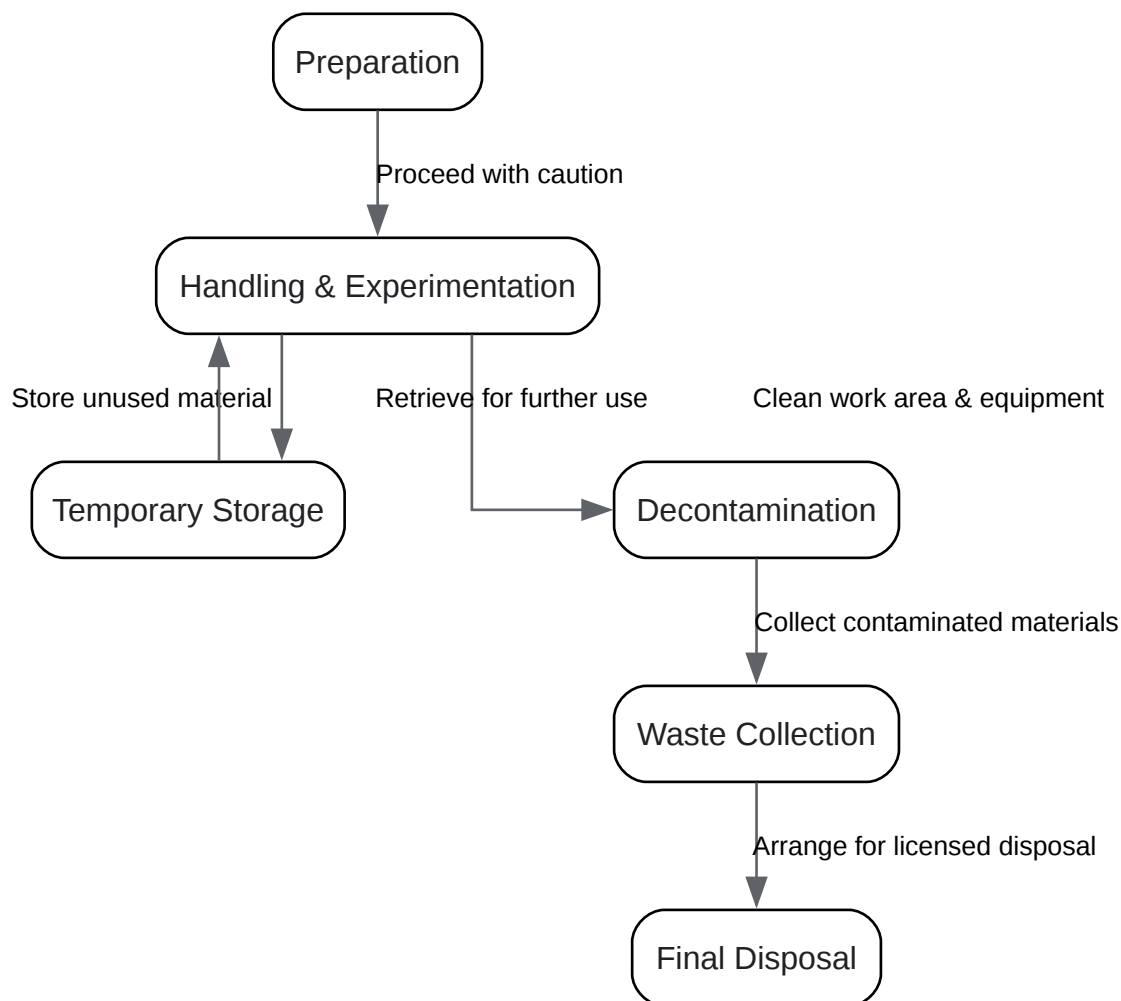 Preparation
Proceed with caution
Handling & Experimentation
Store unused material
Retrieve for further use
Clean work area & equipment
Temporary Storage
Decontamination
Collect contaminated materials
Waste Collection
Arrange for licensed disposal
Final Disposal